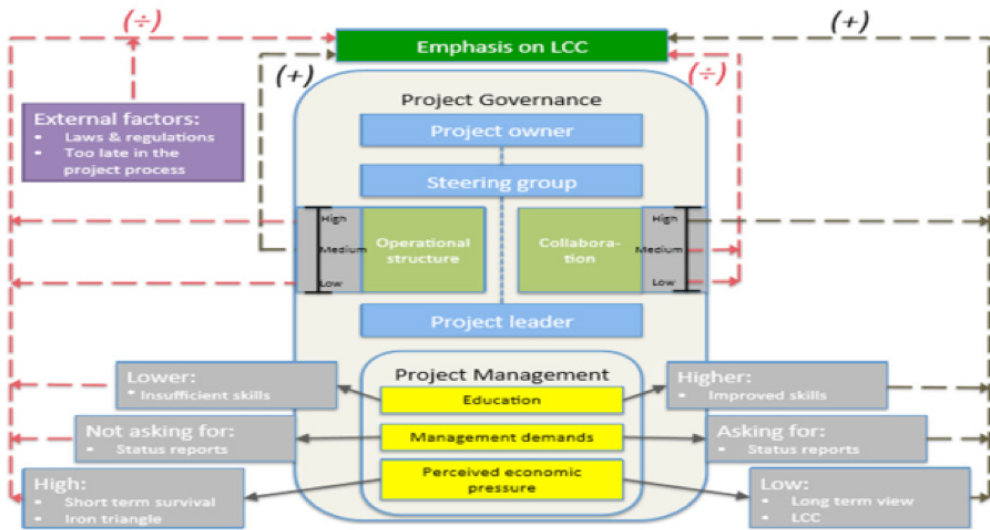 (÷)
(+)
Emphasis on LCC
(+)
(÷)
Project Governance
External factors:
▪ Laws & regulations
▪ Too late in the
project process
Project owner
Steering group
High
Medium
Low
Operational
structure
Collabora-
tion
High
Medium
Low
Project leader
Project Management
Lower:
* Insufficient skills
Education
Higher:
▪ Improved skills
Not asking for:
▪ Status reports
Management demands
Asking for:
▪ Status reports
High:
▪ Short term survival
▪ Iron triangle
Perceived economic
pressure
Low:
▪ Long term view
▪ LCC